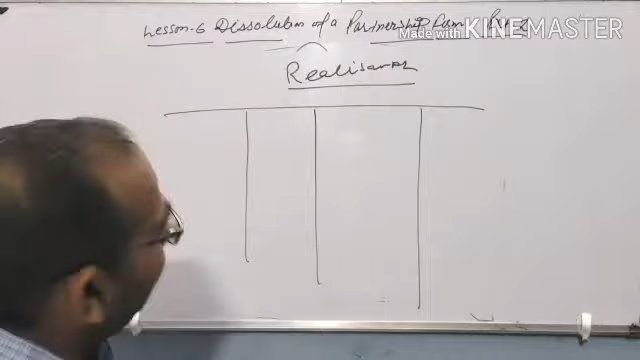 Lesson-6 Dissolution of a Partnership Firm
Made with KINEMASTER
Realisation